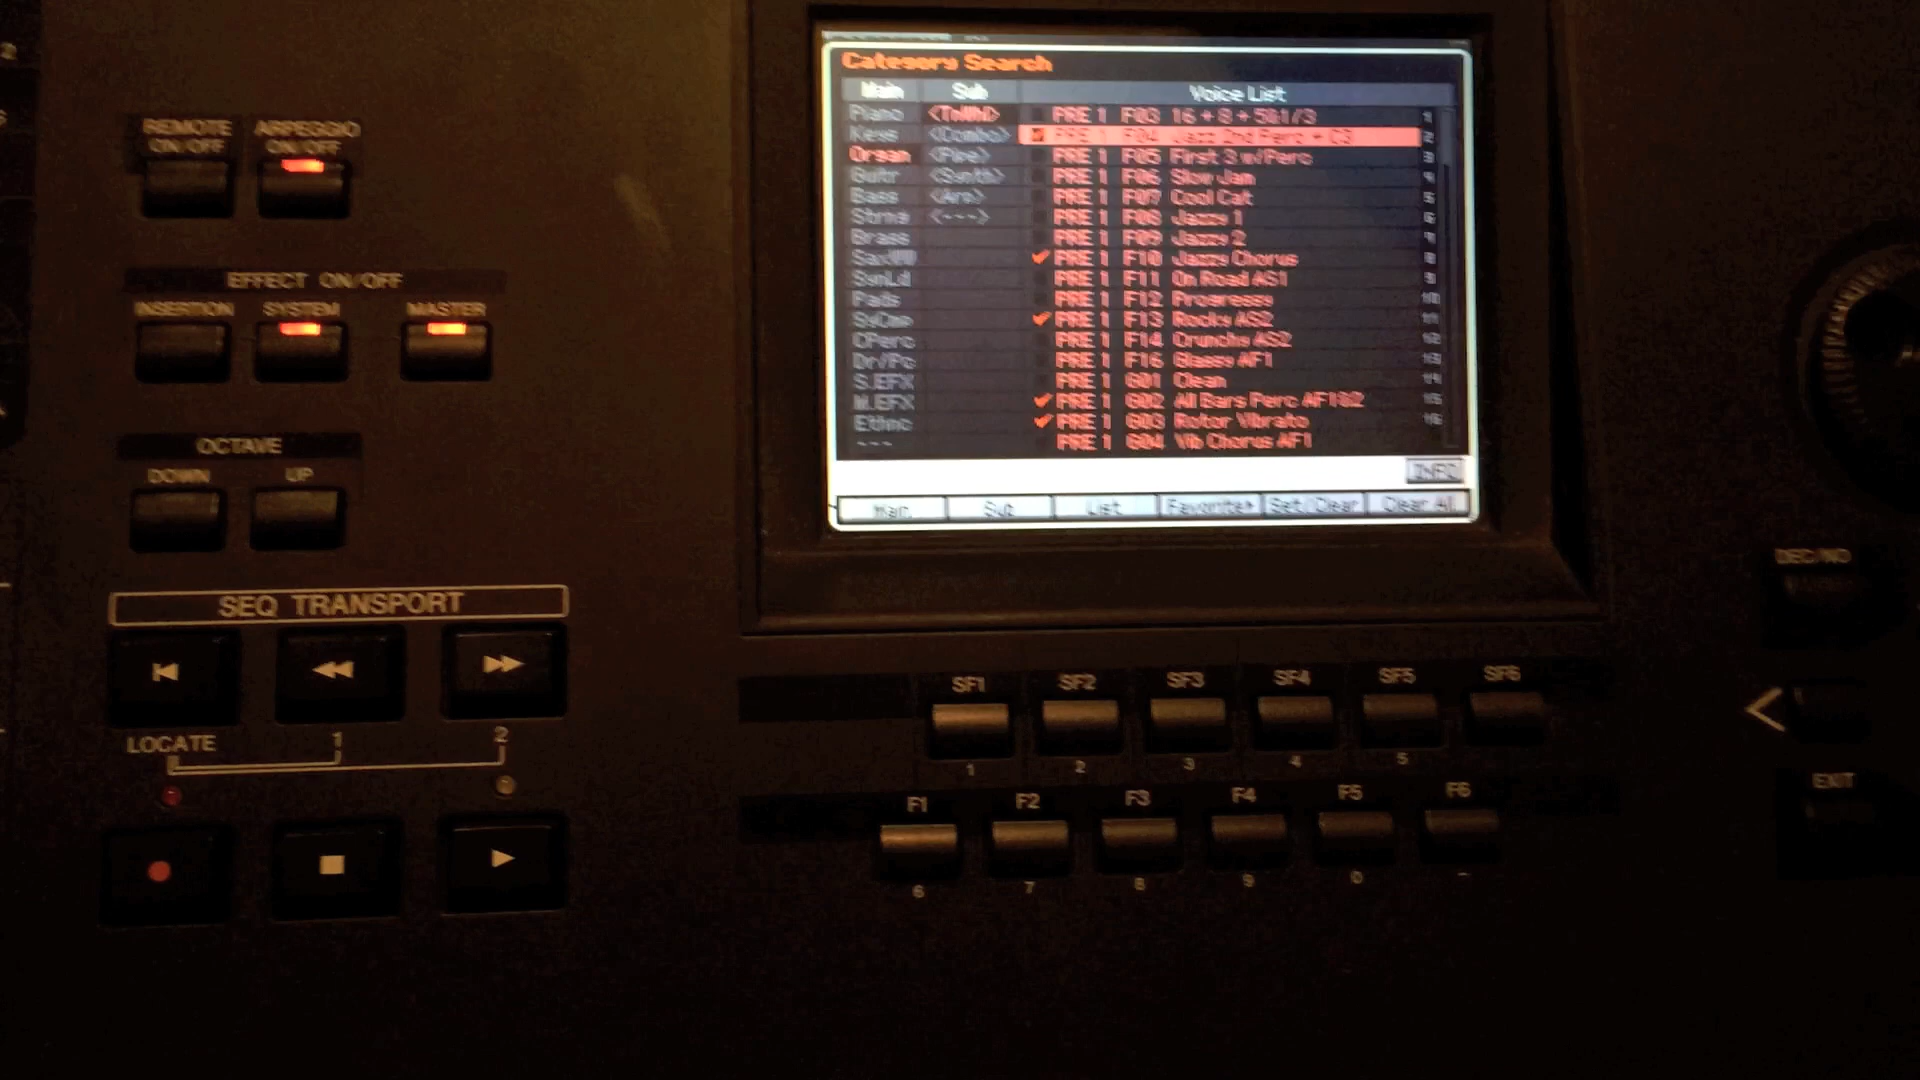 REMOTE
ON/OFF
ARPEGGIO
ON/OFF
EFFECT ON/OFF
INSERTION
SYSTEM
MASTER
OCTAVE
DOWN
UP
SEQ TRANSPORT
LOCATE
1
2
Category Search
Main Sub Voice List
Piano <TnWhl> PRE 1 F03 16 + 8 + 5&1/3 1
Keys <Combo> PRE 1 F04 Jazz 2nd Perc + C3 2
Organ <Pipe> PRE 1 F05 First 3 w/Perc 3
Guitr <Synth> PRE 1 F06 Slow Jam 4
Bass <Arp> PRE 1 F07 Cool Cat 5
Strng <---> PRE 1 F08 Jazzy 1 6
Brass PRE 1 F09 Jazzy 2 7
SaxWW PRE 1 F10 Jazzy Chorus 8
SynLd PRE 1 F11 On Road AS1 9
Pads PRE 1 F12 Progressy 10
SyCmp PRE 1 F13 Rocky AS2 11
CPerc PRE 1 F14 Crunchy AS2 12
Dr/Pc PRE 1 F16 Glassy AF1 13
S.EFX PRE 1 G01 Clean 14
M.EFX PRE 1 G02 All Bars Perc AF1&2 15
Ethnc PRE 1 G03 Rotor Vibrato 16
--- PRE 1 G04 Vib Chorus AF1
INFO
Main Sub List Favorite Set/Clear Clear All
SF1 SF2 SF3 SF4 SF5 SF6
1 2 3 4 5
F1 F2 F3 F4 F5 F6
6 7 8 9 0 -
DEC/NO
EXIT